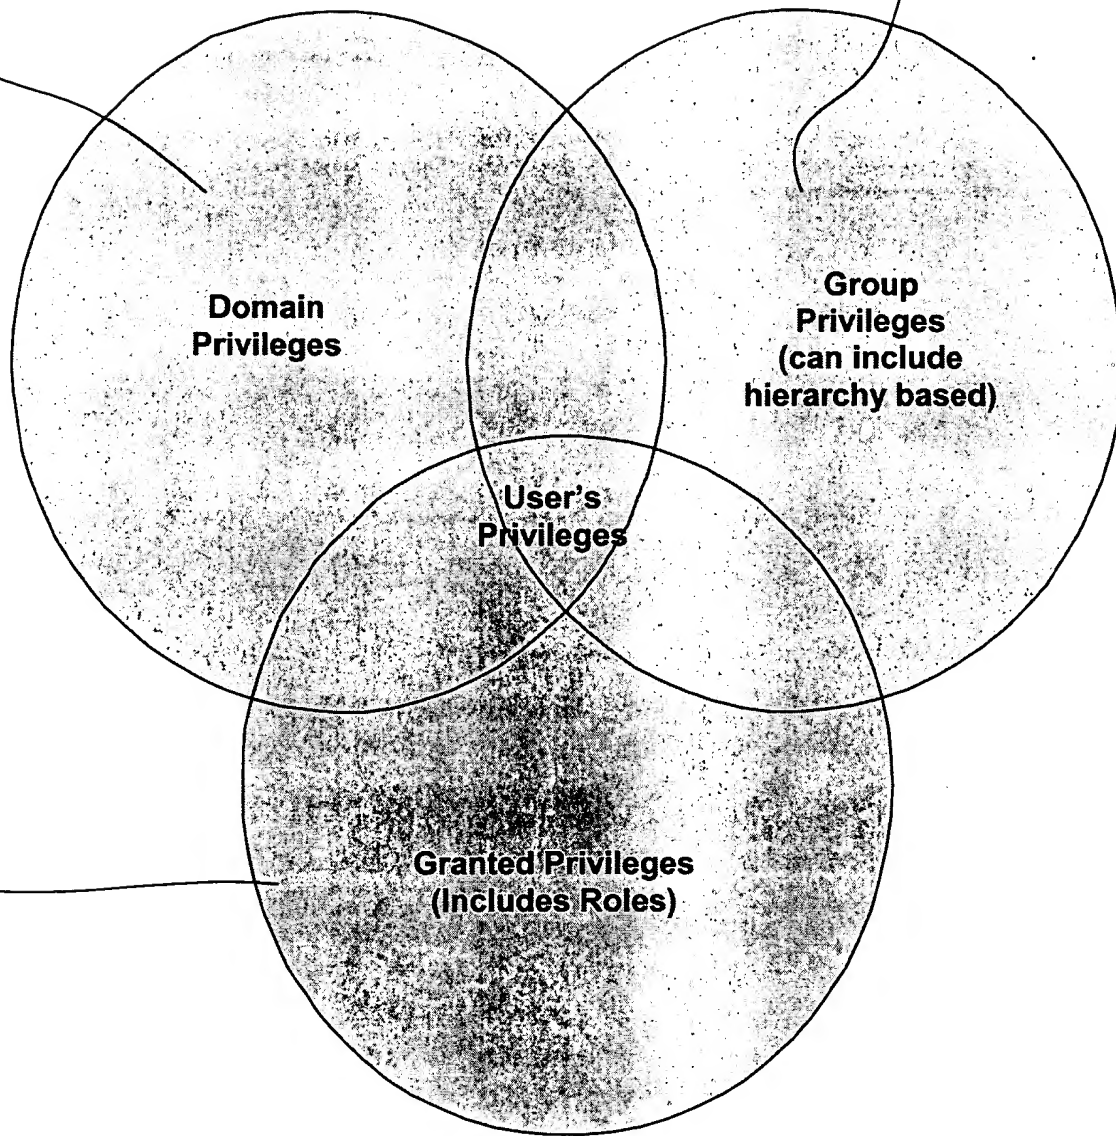 Domain
Privileges
Group
Privileges
(can include
hierarchy based)
User's
Privileges
Granted Privileges
(Includes Roles)